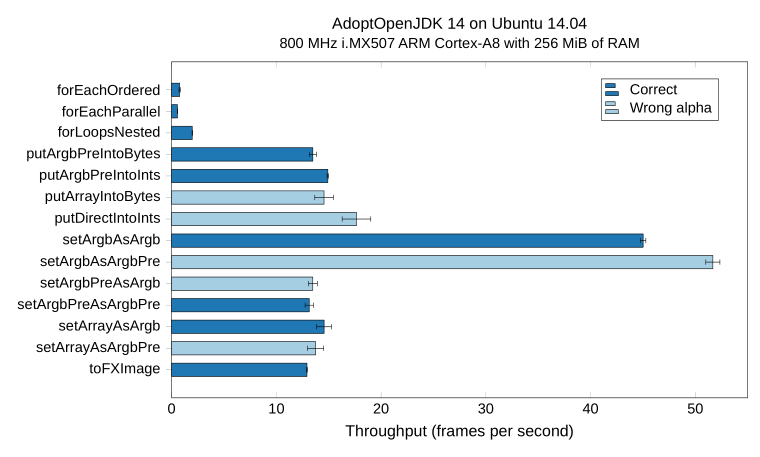 AdoptOpenJDK 14 on Ubuntu 14.04
800 MHz i.MX507 ARM Cortex-A8 with 256 MiB of RAM
Correct
Wrong alpha
forEachOrdered
forEachParallel
forLoopsNested
putArgbPreIntoBytes
putArgbPreIntoInts
putArrayIntoBytes
putDirectIntoInts
setArgbAsArgb
setArgbAsArgbPre
setArgbPreAsArgb
setArgbPreAsArgbPre
setArrayAsArgb
setArrayAsArgbPre
toFXImage
0 10 20 30 40 50
Throughput (frames per second)